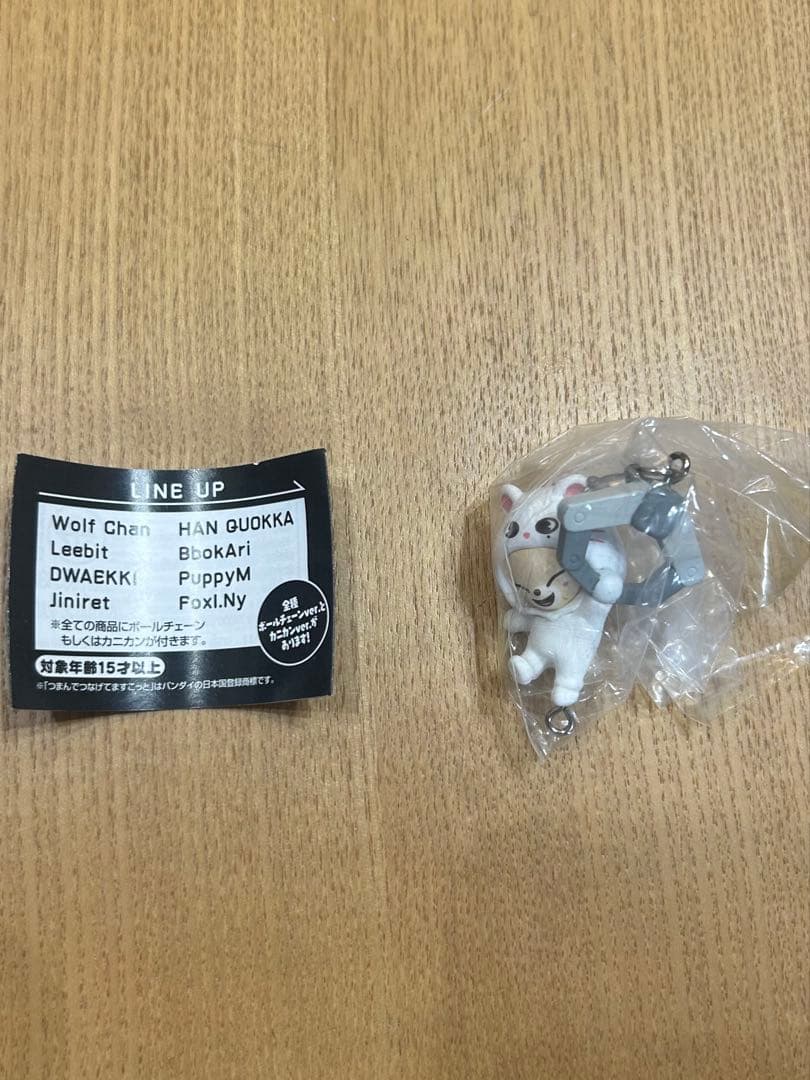 LINE UP
Wolf Chan HAN QUOKKA
Leebit BbokAri
DWAEKKI PuppyM
Jiniret FoxI.Ny
※全ての商品にボールチェーン
もしくはカニカンが付きます。
全種
ボールチェーンver.と
カニカンver.が
あります!
対象年齢15才以上
※「つまんでつなげてますこっと」はバンダイの日本国登録商標です。